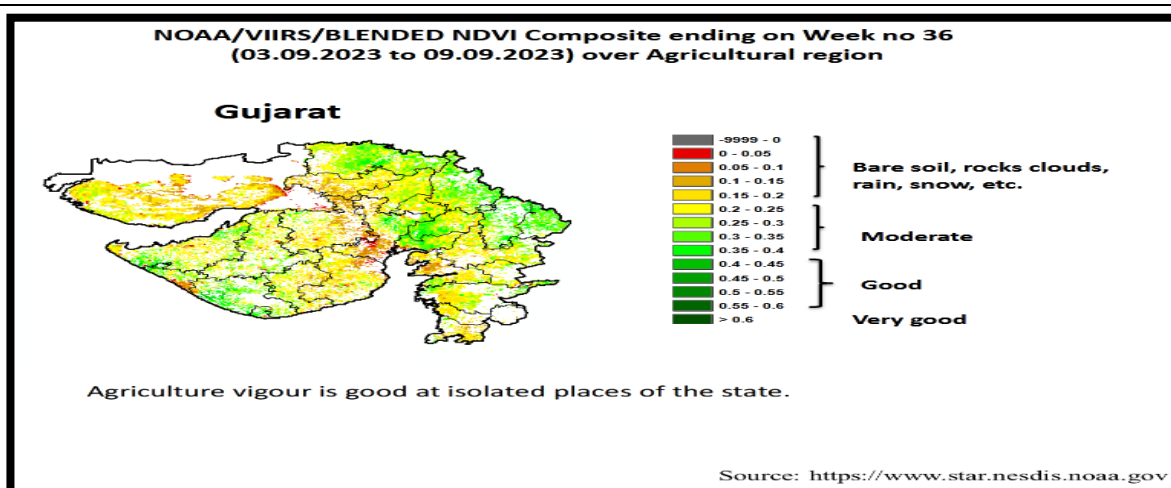 NOAA/VIIRS/BLENDED NDVI Composite ending on Week no 36
(03.09.2023 to 09.09.2023) over Agricultural region
Gujarat
-9999 - 0
0 - 0.05
0.05 - 0.1
0.1 - 0.15
0.15 - 0.2
0.2 - 0.25
0.25 - 0.3
0.3 - 0.35
0.35 - 0.4
0.4 - 0.45
0.45 - 0.5
0.5 - 0.55
0.55 - 0.6
> 0.6
Bare soil, rocks clouds,
rain, snow, etc.
Moderate
Good
Very good
Agriculture vigour is good at isolated places of the state.
Source: https://www.star.nesdis.noaa.gov